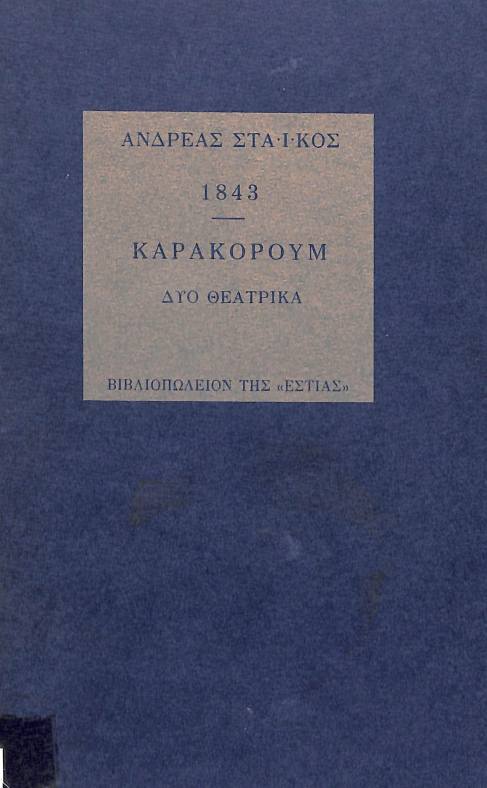 ΑΝΔΡΕΑΣ ΣΤΑ·Ι·ΚΟΣ
1843
ΚΑΡΑΚΟΡΟΥΜ
ΔΥΟ ΘΕΑΤΡΙΚΑ
ΒΙΒΛΙΟΠΩΛΕΙΟΝ ΤΗΣ «ΕΣΤΙΑΣ»